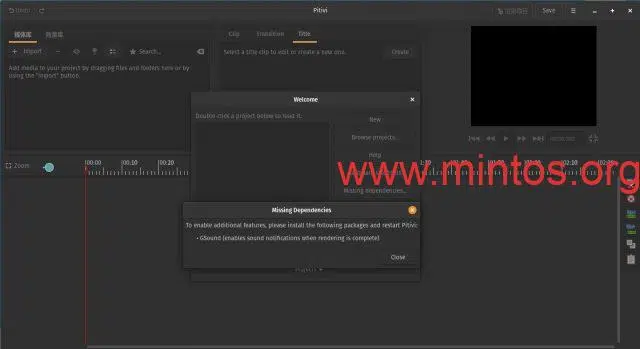 Undo
Pitivi
Save
媒体库
效果库
Clip
Transition
Title
+ Import
Search...
Select a title clip to edit or create a new one.
Create
Add media to your project by dragging files and folders here or by
using the "Import" button.
Welcome
Double-click a project below to load it.
New
Browse projects...
Help
Missing dependencies...
Zoom
00:00
00:10
00:20
www.mintos.org
Missing Dependencies
To enable additional features, please install the following packages and restart Pitivi:
• GSound (enables sound notifications when rendering is complete)
Close